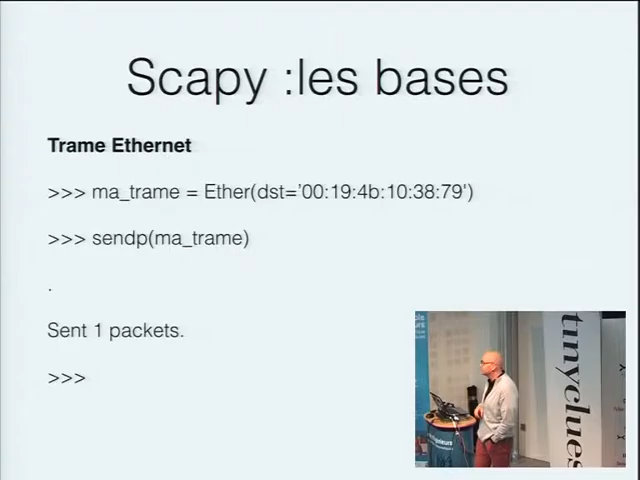 Scapy :les bases
Trame Ethernet
>>> ma_trame = Ether(dst='00:19:4b:10:38:79')
>>> sendp(ma_trame)
.
Sent 1 packets.
>>>
tinyclues